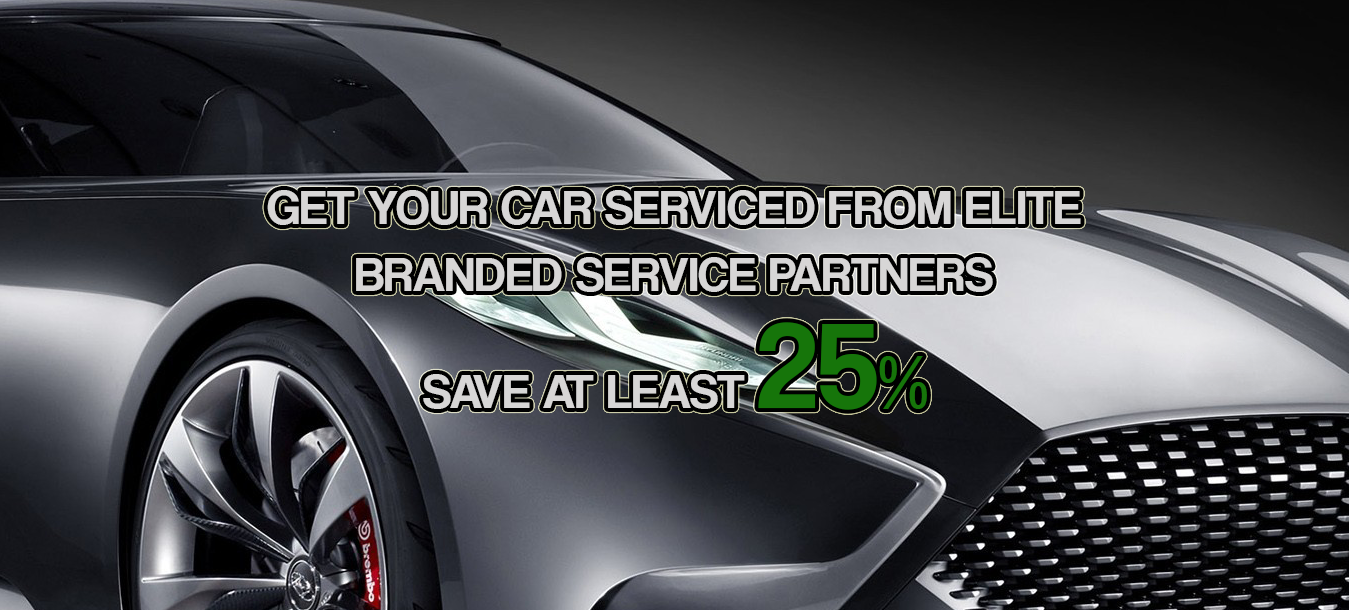 GET YOUR CAR SERVICED FROM ELITE
BRANDED SERVICE PARTNERS
SAVE AT LEAST 25%
brembo